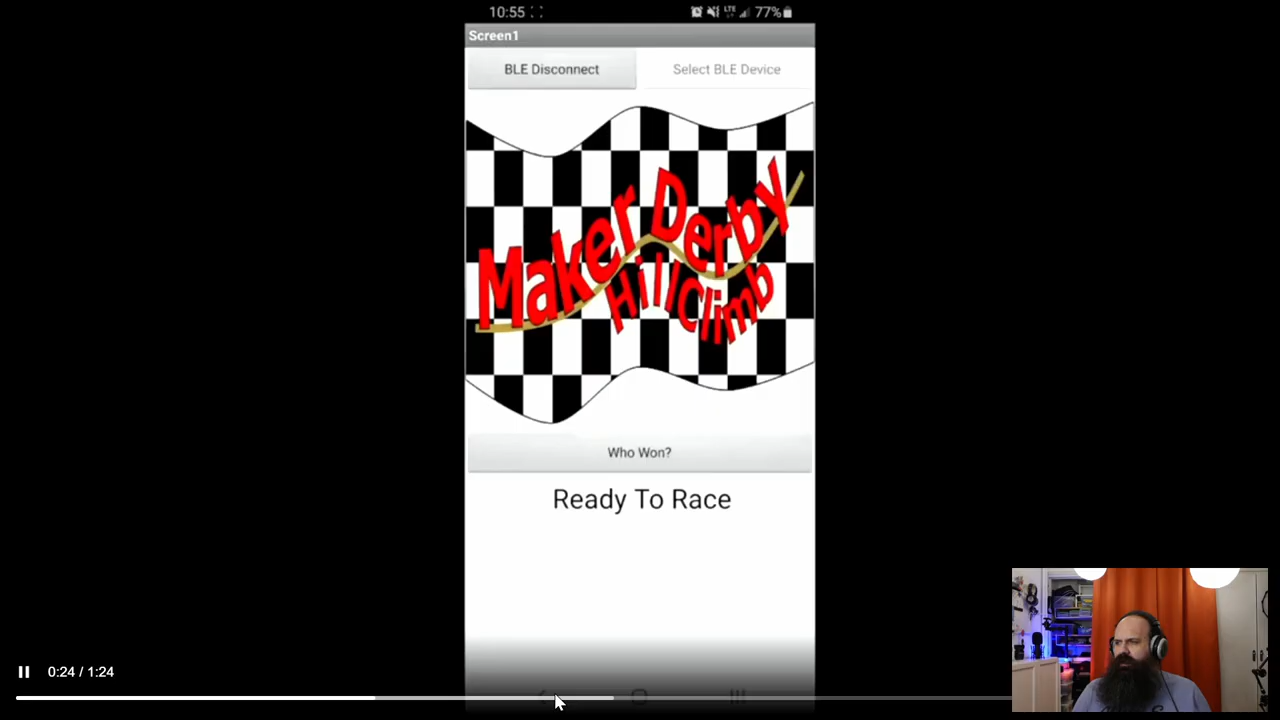 10:55
LTE
77%
Screen1
BLE Disconnect
Select BLE Device
Maker Derby
HillClimb
Who Won?
Ready To Race
0:24 / 1:24